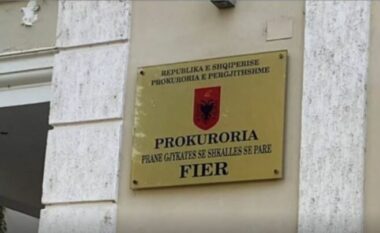 REPUBLIKA E SHQIPERISE
PROKURORIA E PERGJITHSHME
PROKURORIA
PRANE GJYKATES SE SHKALLES SE PARE
FIER